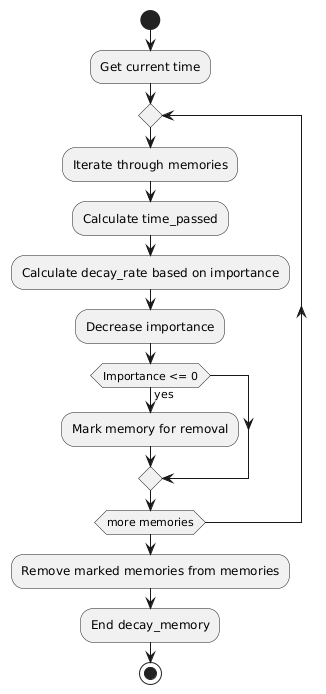 Get current time
Iterate through memories
Calculate time_passed
Calculate decay_rate based on importance
Decrease importance
Importance <= 0
yes
Mark memory for removal
more memories
Remove marked memories from memories
End decay_memory